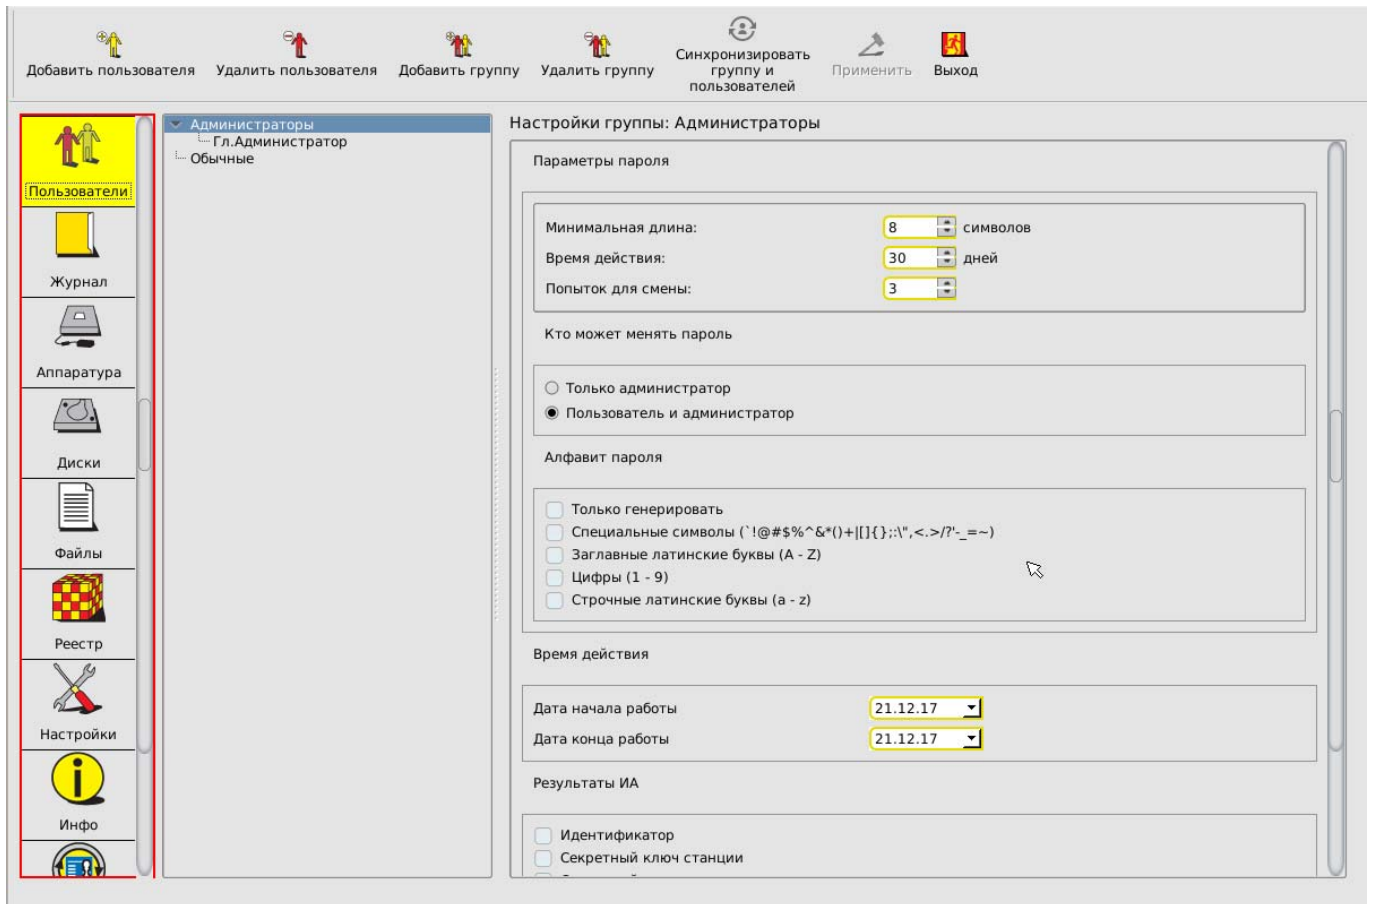 Добавить пользователя
Удалить пользователя
Добавить группу
Удалить группу
Синхронизировать
группу и
пользователей
Применить
Выход
Пользователи
Журнал
Аппаратура
Диски
Файлы
Реестр
Настройки
Инфо
Администраторы
Гл.Администратор
Обычные
Настройки группы: Администраторы
Параметры пароля
Минимальная длина: 8 символов
Время действия: 30 дней
Попыток для смены: 3
Кто может менять пароль
Только администратор
Пользователь и администратор
Алфавит пароля
Только генерировать
Специальные символы (`!@#$%^&*()+|[]{};:\",<.>/?'-_=~)
Заглавные латинские буквы (A - Z)
Цифры (1 - 9)
Строчные латинские буквы (a - z)
Время действия
Дата начала работы 21.12.17
Дата конца работы 21.12.17
Результаты ИА
Идентификатор
Секретный ключ станции